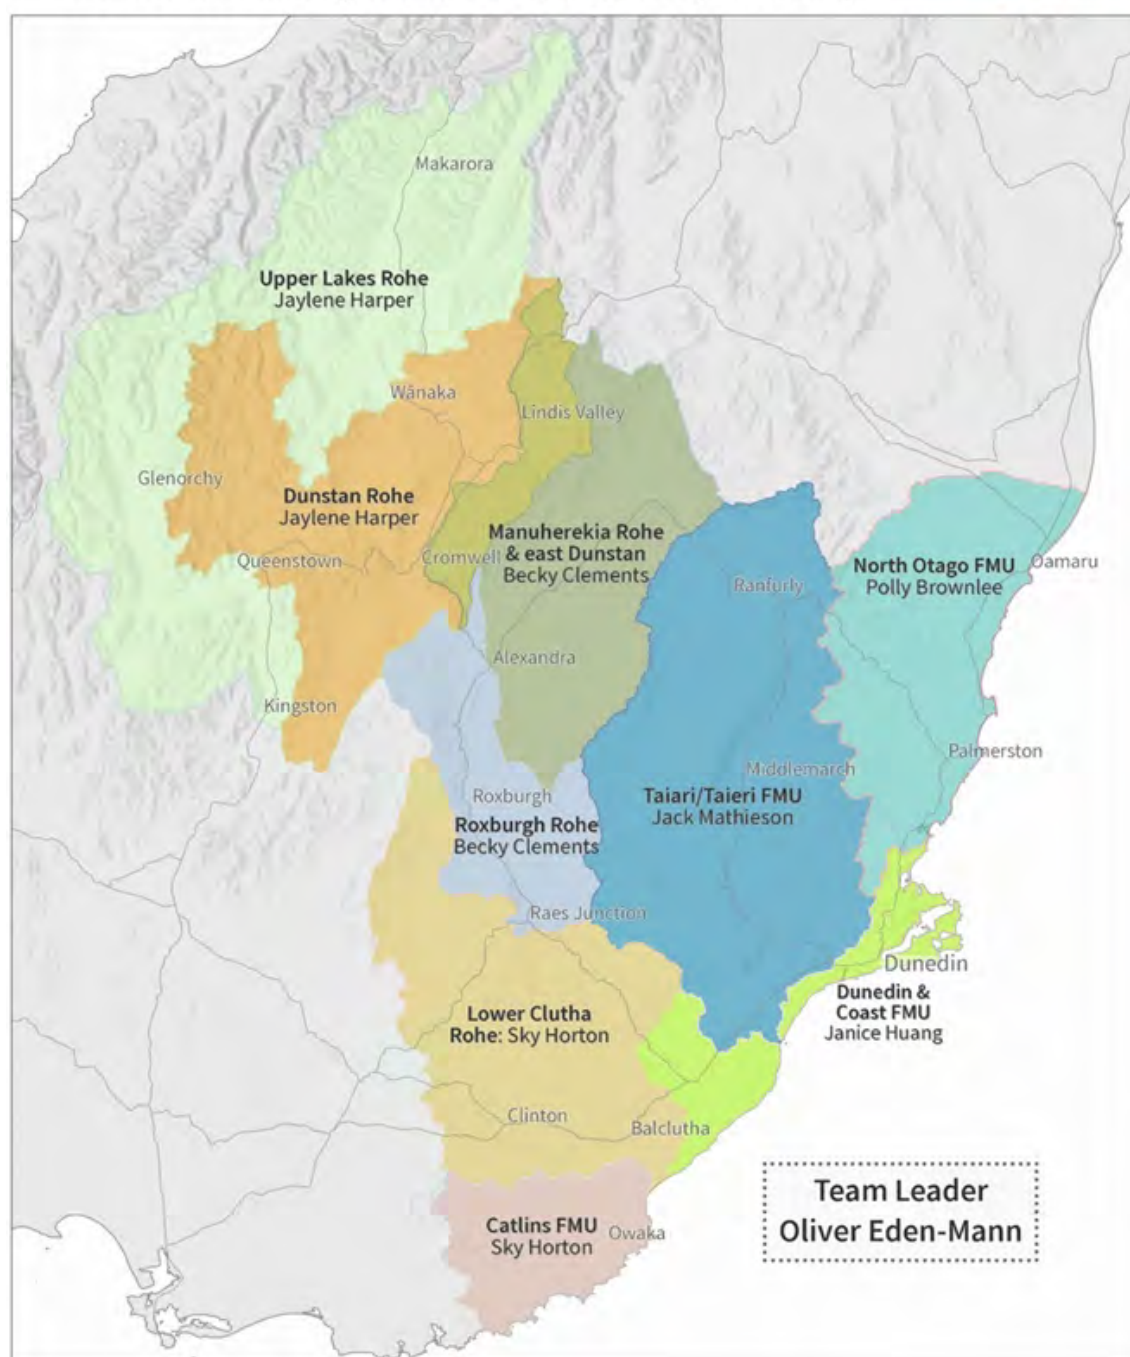 Makarora
Upper Lakes Rohe
Jaylene Harper
Wānaka
Lindis Valley
Glenorchy
Dunstan Rohe
Jaylene Harper
Manuherekia Rohe
& east Dunstan
Becky Clements
Queenstown
Cromwell
North Otago FMU
Polly Brownlee
Oamaru
Ranfurly
Alexandra
Kingston
Palmerston
Middlemarch
Taiari/Taieri FMU
Jack Mathieson
Roxburgh
Roxburgh Rohe
Becky Clements
Raes Junction
Dunedin
Dunedin &
Coast FMU
Janice Huang
Lower Clutha
Rohe: Sky Horton
Clinton
Balclutha
Catlins FMU
Sky Horton
Owaka
Team Leader
Oliver Eden-Mann